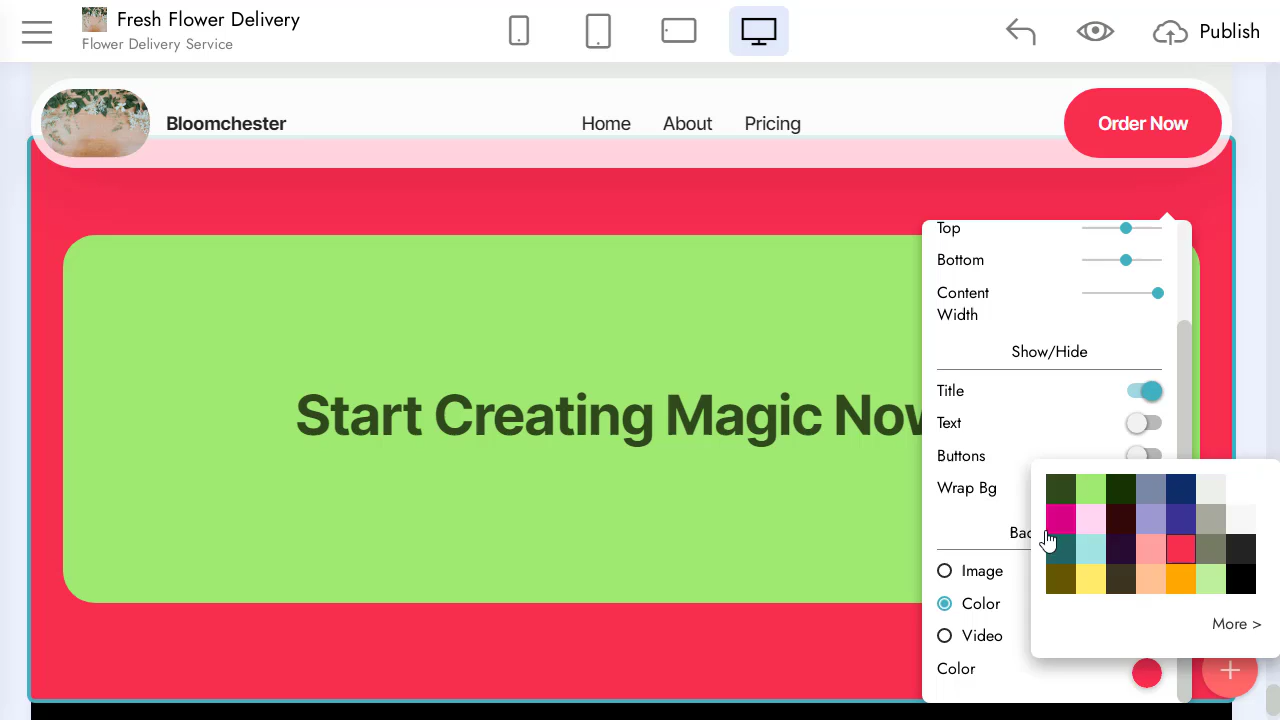 Fresh Flower Delivery
Flower Delivery Service
Publish
Bloomchester
Home
About
Pricing
Order Now
Start Creating Magic Now
Top
Bottom
Content
Width
Show/Hide
Title
Text
Buttons
Wrap Bg
Image
Color
Video
Color
More >